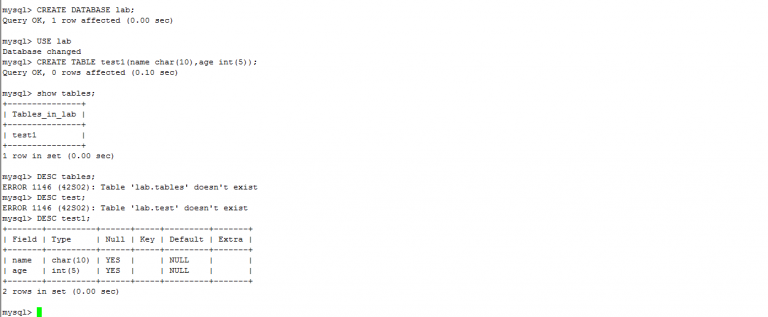 mysql> CREATE DATABASE lab;
Query OK, 1 row affected (0.00 sec)
mysql> USE lab
Database changed
mysql> CREATE TABLE test1(name char(10),age int(5));
Query OK, 0 rows affected (0.10 sec)
mysql> show tables;
+---------------+
| Tables_in_lab |
+---------------+
| test1         |
+---------------+
1 row in set (0.00 sec)
mysql> DESC tables;
ERROR 1146 (42S02): Table 'lab.tables' doesn't exist
mysql> DESC test;
ERROR 1146 (42S02): Table 'lab.test' doesn't exist
mysql> DESC test1;
+-------+----------+------+-----+---------+-------+
| Field | Type     | Null | Key | Default | Extra |
+-------+----------+------+-----+---------+-------+
| name  | char(10) | YES  |     | NULL    |       |
| age   | int(5)   | YES  |     | NULL    |       |
+-------+----------+------+-----+---------+-------+
2 rows in set (0.00 sec)
mysql>